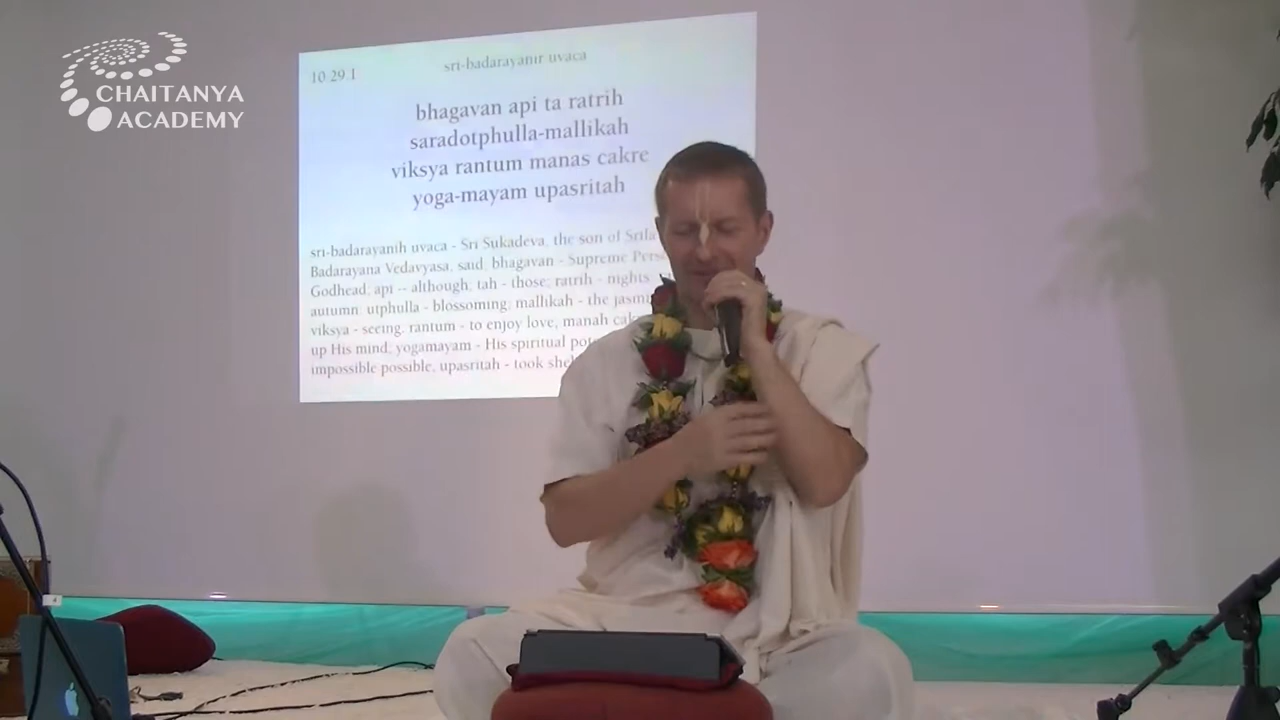 CHAITANYA
ACADEMY
10.29.1
sri-badarayanir uvaca
bhagavan api ta ratrih
saradotphulla-mallikah
viksya rantum manas cakre
yoga-mayam upasritah
sri-badarayanih uvaca - Sri Sukadeva, the son of Srila
Badarayana Vedavyasa, said; bhagavan - Supreme
Godhead; api -- although; tah - those; ratrih - nights
autumn; utphulla - blossoming; mallikah - the
viksya - seeing; rantum - to enjoy love, manah
up His mind, yogamayam - His spiritual
impossible possible, upasritah - took